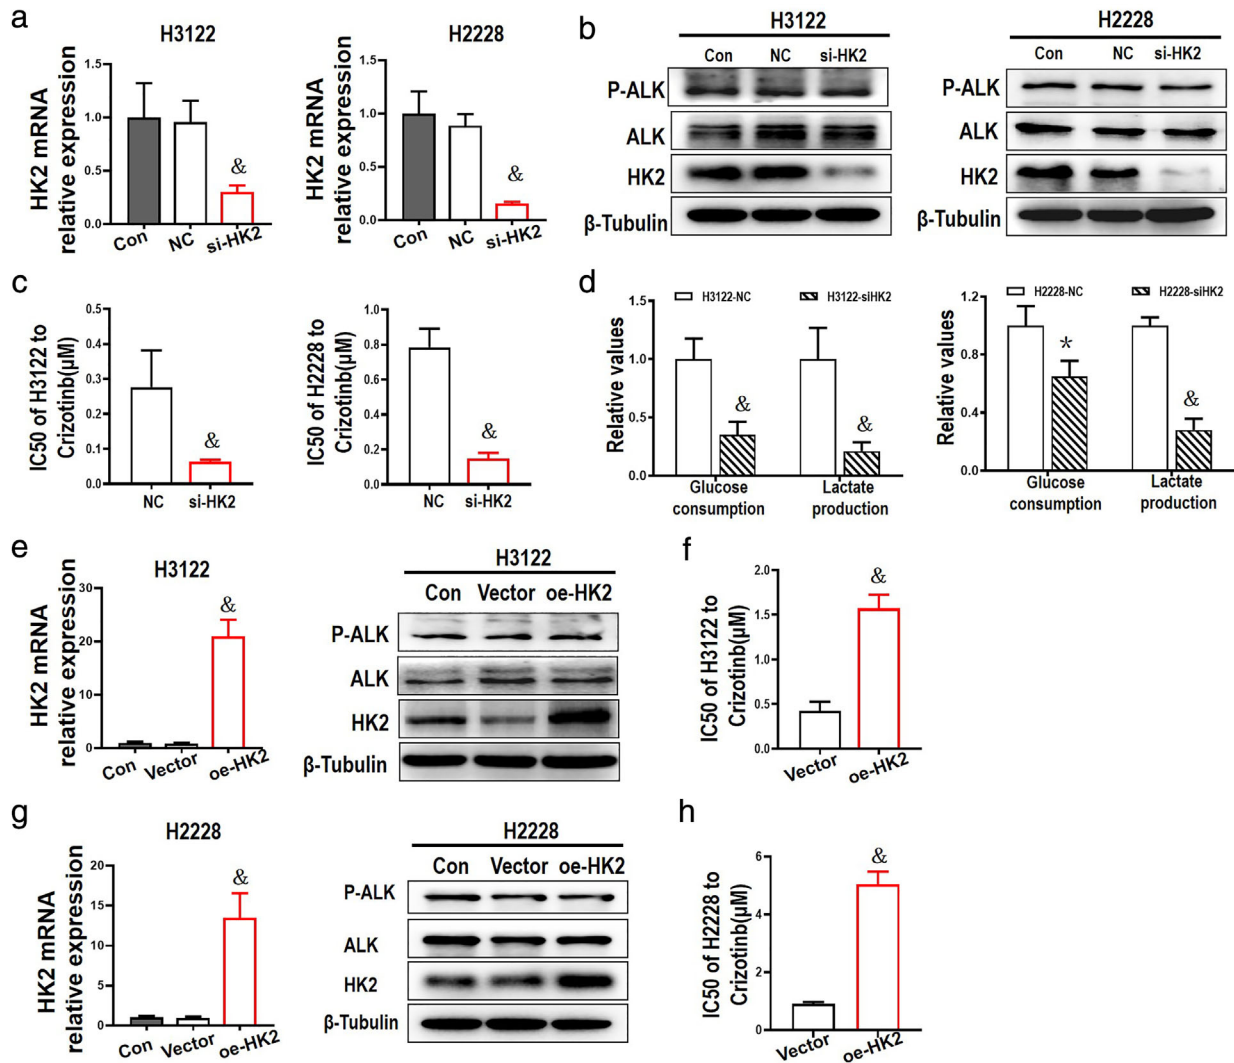 a
H3122
HK2 mRNA
relative expression
1.5
1.0
0.5
0.0
&
Con
NC
si-HK2
H2228
HK2 mRNA
relative expression
1.5
1.0
0.5
0.0
&
Con
NC
si-HK2
b
H3122
Con NC si-HK2
P-ALK
ALK
HK2
β-Tubulin
H2228
Con NC si-HK2
P-ALK
ALK
HK2
β-Tubulin
c
IC50 of H3122 to
Crizotinb(μM)
0.5
0.4
0.3
0.2
0.1
0.0
&
NC
si-HK2
IC50 of H2228 to
Crizotinb(μM)
0.8
0.6
0.4
0.2
0.0
&
NC
si-HK2
d
H3122-NC
H3122-siHK2
Relative values
1.5
1.0
0.5
0.0
&
&
Glucose
consumption
Lactate
production
H2228-NC
H2228-siHK2
Relative values
1.2
0.8
0.4
0.0
*
&
Glucose
consumption
Lactate
production
e
H3122
HK2 mRNA
relative expression
30
20
10
0
&
Con
Vector
oe-HK2
H3122
Con Vector oe-HK2
P-ALK
ALK
HK2
β-Tubulin
f
IC50 of H3122 to
Crizotinb(μM)
2.0
1.5
1.0
0.5
0.0
&
Vector
oe-HK2
g
H2228
HK2 mRNA
relative expression
20
15
10
5
0
&
Con
Vector
oe-HK2
H2228
Con Vector oe-HK2
P-ALK
ALK
HK2
β-Tubulin
h
IC50 of H2228 to
Crizotinb(μM)
6
4
2
0
&
Vector
oe-HK2